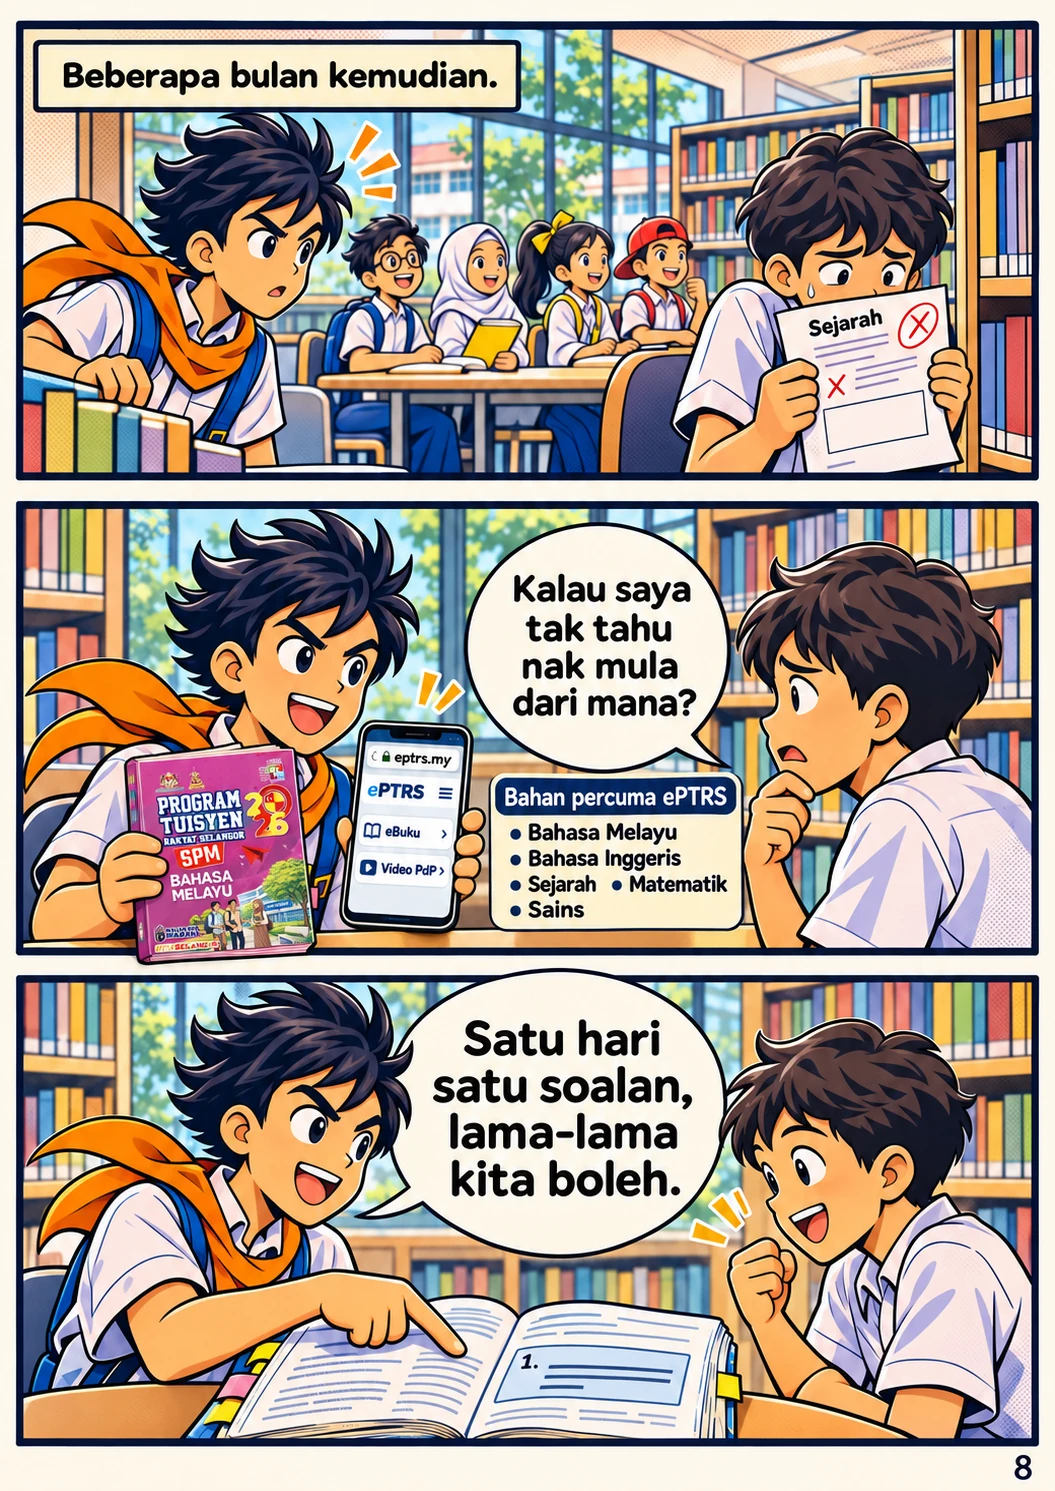 Beberapa bulan kemudian.
Sejarah
Kalau saya
tak tahu
nak mula
dari mana?
eptrs.my
ePTRS
eBuku
Video PdP
PROGRAM
TUISYEN
RAKYAT SELANGOR
2026
SPM
BAHASA
MELAYU
Bahan percuma ePTRS
• Bahasa Melayu
• Bahasa Inggeris
• Sejarah • Matematik
• Sains
Satu hari
satu soalan,
lama-lama
kita boleh.
1.
8